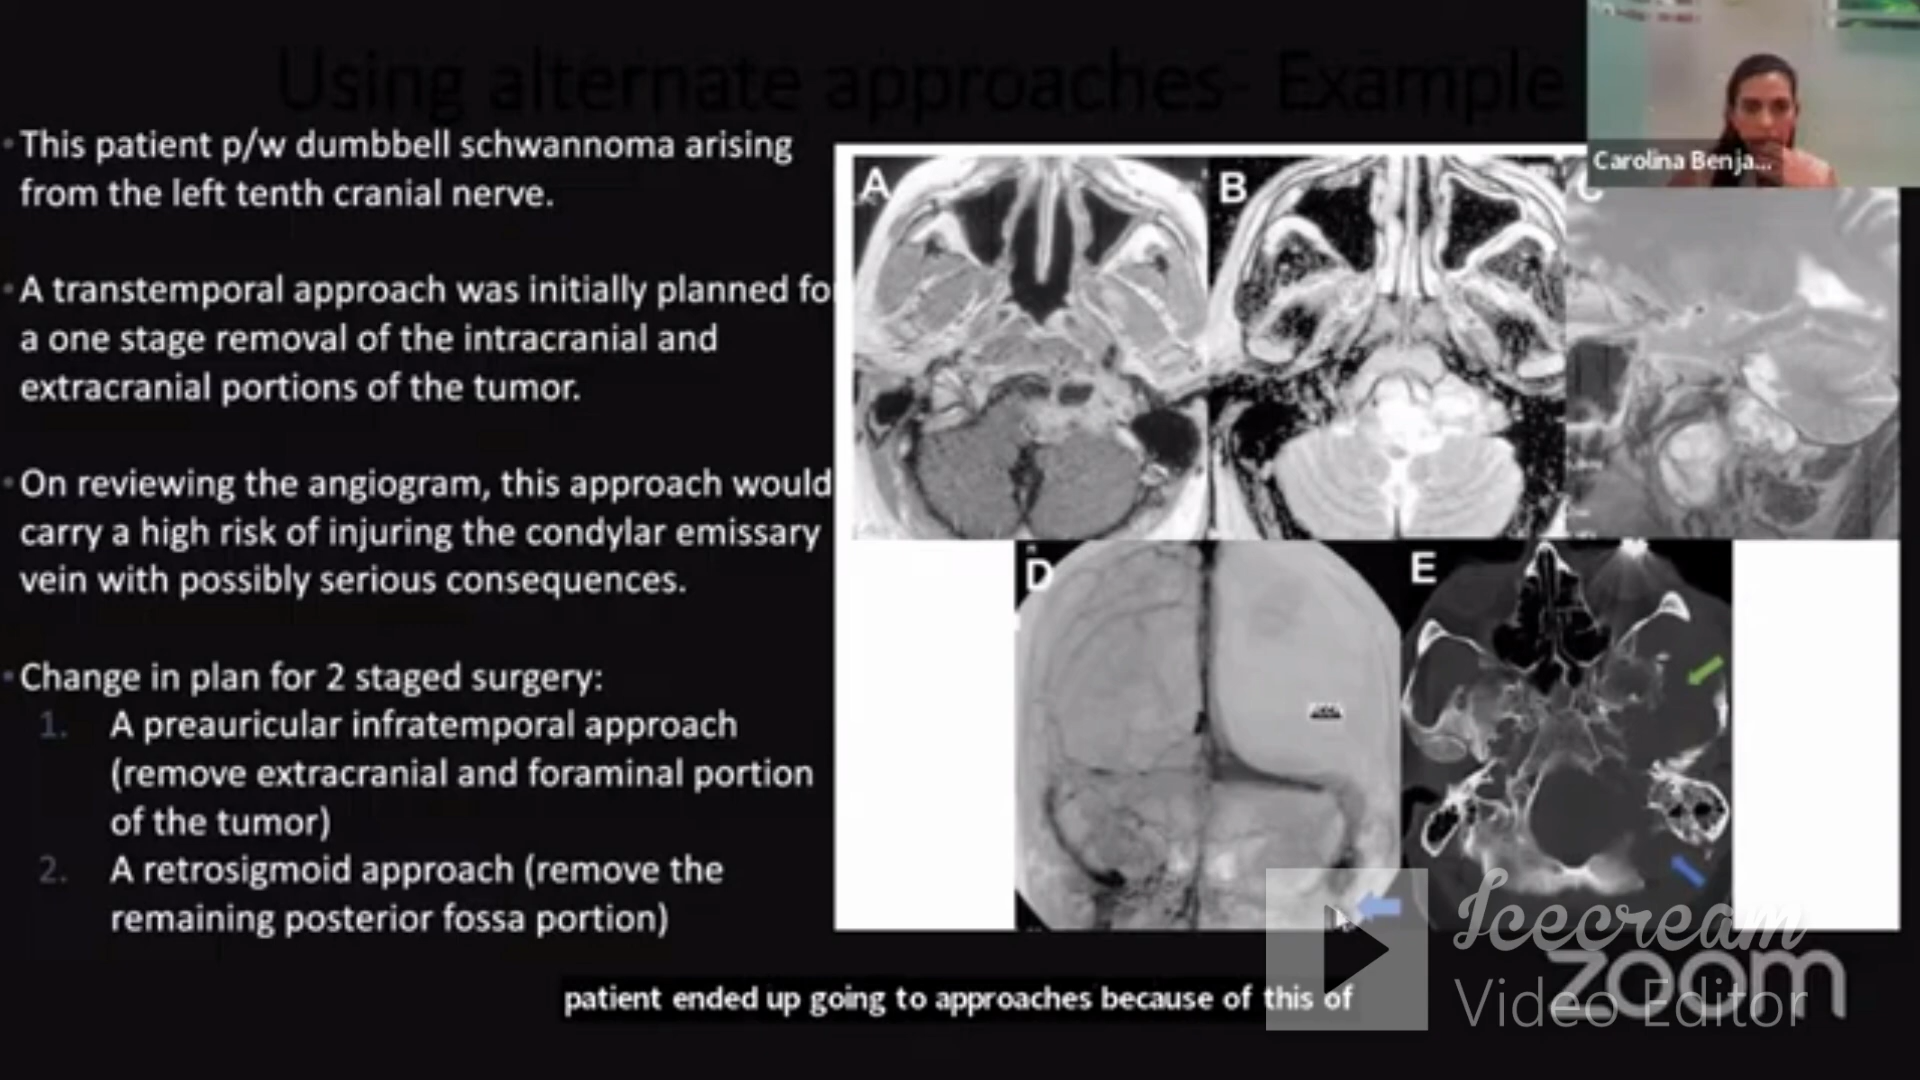 Using alternate approaches- Example
Carolina Benja...
This patient p/w dumbbell schwannoma arising
from the left tenth cranial nerve.
A transtemporal approach was initially planned fo
a one stage removal of the intracranial and
extracranial portions of the tumor.
On reviewing the angiogram, this approach would
carry a high risk of injuring the condylar emissary
vein with possibly serious consequences.
Change in plan for 2 staged surgery:
1. A preauricular infratemporal approach
(remove extracranial and foraminal portion
of the tumor)
2. A retrosigmoid approach (remove the
remaining posterior fossa portion)
A
B
C
D
E
patient ended up going to approaches because of this of
Icecream
Video Editor
zoom